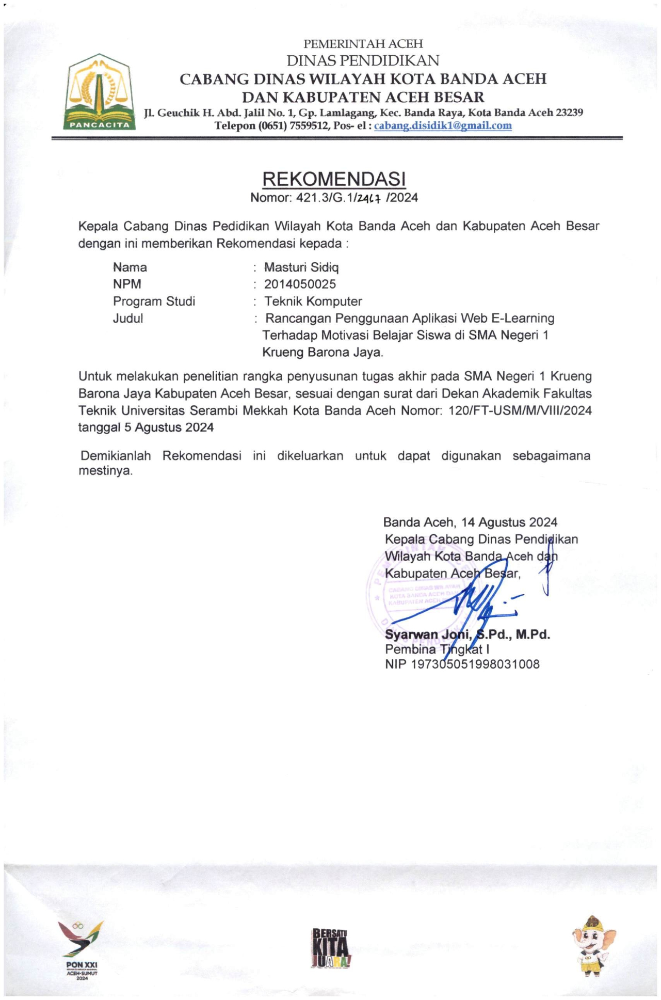 PEMERINTAH ACEH
DINAS PENDIDIKAN
CABANG DINAS WILAYAH KOTA BANDA ACEH
DAN KABUPATEN ACEH BESAR
Jl. Geuchik H. Abd. Jalil No. 1, Gp. Lamlagang, Kec. Banda Raya, Kota Banda Aceh 23239
Telepon (0651) 7559512, Pos- el : cabang.disidik1@gmail.com
PANCACITA
REKOMENDASI
Nomor: 421.3/G.1/ /2024
Kepala Cabang Dinas Pedidikan Wilayah Kota Banda Aceh dan Kabupaten Aceh Besar
dengan ini memberikan Rekomendasi kepada :
Nama : Masturi Sidiq
NPM : 2014050025
Program Studi : Teknik Komputer
Judul : Rancangan Penggunaan Aplikasi Web E-Learning
Terhadap Motivasi Belajar Siswa di SMA Negeri 1
Krueng Barona Jaya.
Untuk melakukan penelitian rangka penyusunan tugas akhir pada SMA Negeri 1 Krueng
Barona Jaya Kabupaten Aceh Besar, sesuai dengan surat dari Dekan Akademik Fakultas
Teknik Universitas Serambi Mekkah Kota Banda Aceh Nomor: 120/FT-USM/M/VIII/2024
tanggal 5 Agustus 2024
Demikianlah Rekomendasi ini dikeluarkan untuk dapat digunakan sebagaimana
mestinya.
Banda Aceh, 14 Agustus 2024
Kepala Cabang Dinas Pendidikan
Wilayah Kota Banda Aceh dan
Kabupaten Aceh Besar,
PEMERINTAH ACEH
CABANG DINAS WILAYAH
KOTA BANDA ACEH DAN
KABUPATEN ACEH BESAR
DINAS PENDIDIKAN
Syarwan Joni, S.Pd., M.Pd.
Pembina Tingkat I
NIP 197305051998031008
PON XXI
ACEH-SUMUT
2024
BERSATU
KITA
JUARA!